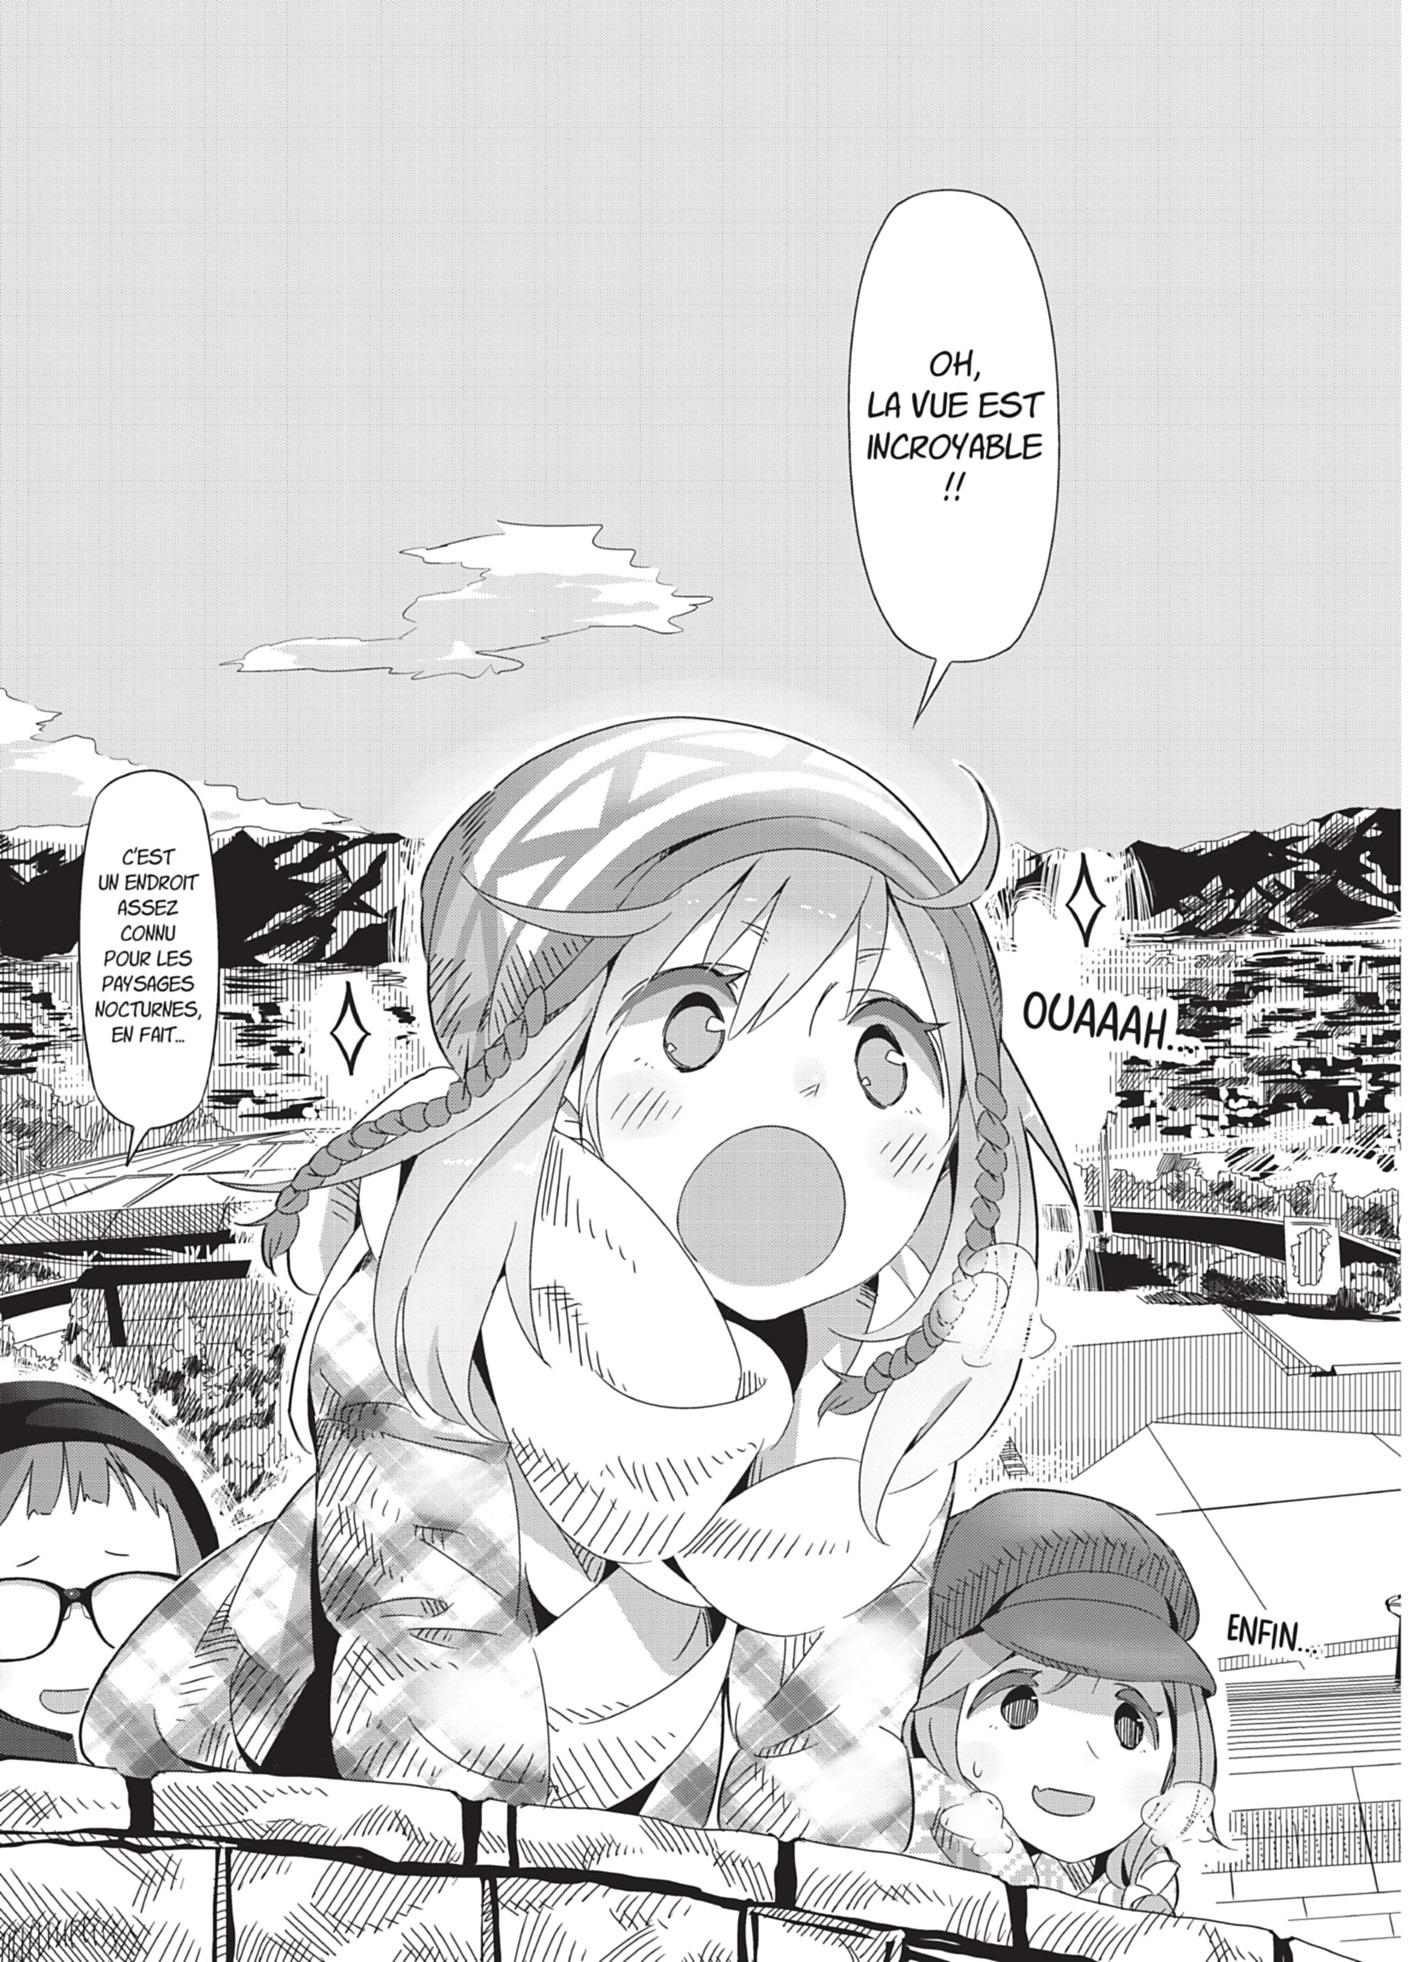 OH,
LA VUE EST
INCROYABLE
!!
OUAAAH...
C'EST
UN ENDROIT
ASSEZ
CONNU
POUR LES
PAYSAGES
NOCTURNES,
EN FAIT...
ENFIN...